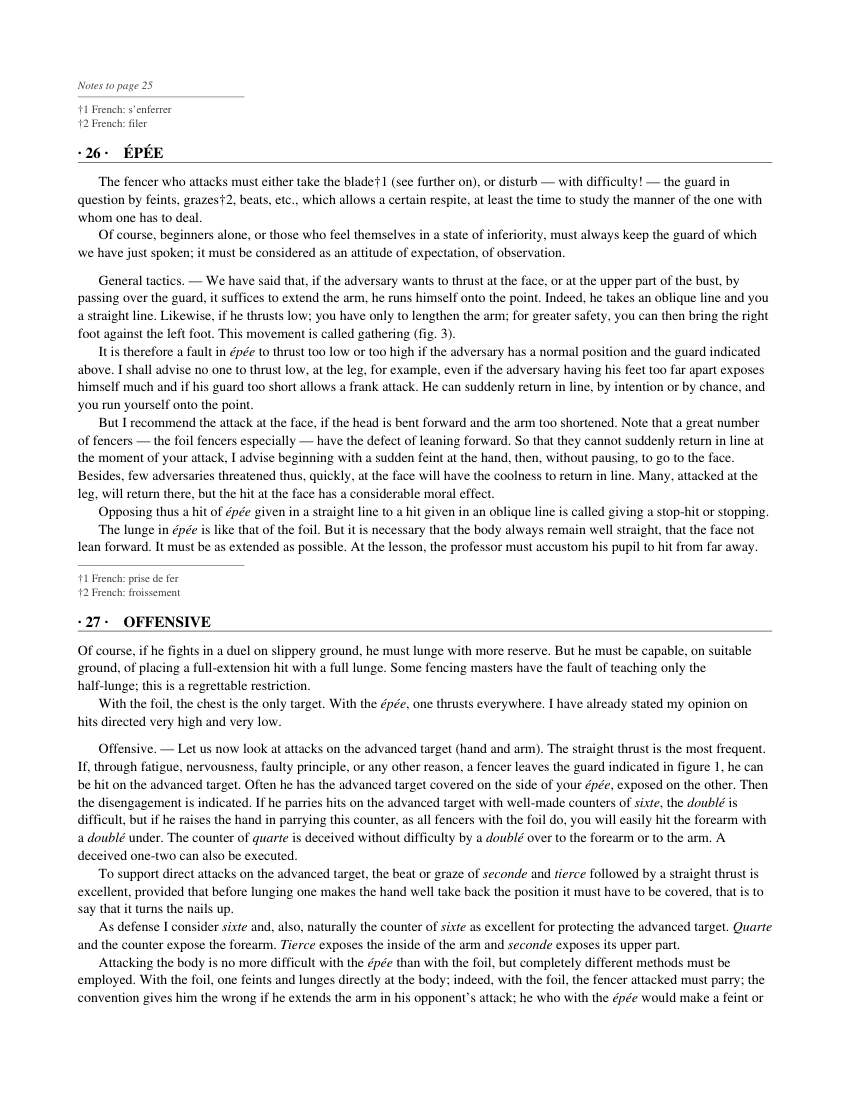 Notes to page 25
†1 French: s’enferrer
†2 French: filer
· 26 · ÉPÉE
The fencer who attacks must either take the blade†1 (see further on), or disturb — with difficulty! — the guard in
question by feints, grazes†2, beats, etc., which allows a certain respite, at least the time to study the manner of the one with
whom one has to deal.
Of course, beginners alone, or those who feel themselves in a state of inferiority, must always keep the guard of which
we have just spoken; it must be considered as an attitude of expectation, of observation.
General tactics. — We have said that, if the adversary wants to thrust at the face, or at the upper part of the bust, by
passing over the guard, it suffices to extend the arm, he runs himself onto the point. Indeed, he takes an oblique line and you
a straight line. Likewise, if he thrusts low; you have only to lengthen the arm; for greater safety, you can then bring the right
foot against the left foot. This movement is called gathering (fig. 3).
It is therefore a fault in épée to thrust too low or too high if the adversary has a normal position and the guard indicated
above. I shall advise no one to thrust low, at the leg, for example, even if the adversary having his feet too far apart exposes
himself much and if his guard too short allows a frank attack. He can suddenly return in line, by intention or by chance, and
you run yourself onto the point.
But I recommend the attack at the face, if the head is bent forward and the arm too shortened. Note that a great number
of fencers — the foil fencers especially — have the defect of leaning forward. So that they cannot suddenly return in line at
the moment of your attack, I advise beginning with a sudden feint at the hand, then, without pausing, to go to the face.
Besides, few adversaries threatened thus, quickly, at the face will have the coolness to return in line. Many, attacked at the
leg, will return there, but the hit at the face has a considerable moral effect.
Opposing thus a hit of épée given in a straight line to a hit given in an oblique line is called giving a stop-hit or stopping.
The lunge in épée is like that of the foil. But it is necessary that the body always remain well straight, that the face not
lean forward. It must be as extended as possible. At the lesson, the professor must accustom his pupil to hit from far away.
†1 French: prise de fer
†2 French: froissement
· 27 · OFFENSIVE
Of course, if he fights in a duel on slippery ground, he must lunge with more reserve. But he must be capable, on suitable
ground, of placing a full-extension hit with a full lunge. Some fencing masters have the fault of teaching only the
half-lunge; this is a regrettable restriction.
With the foil, the chest is the only target. With the épée, one thrusts everywhere. I have already stated my opinion on
hits directed very high and very low.
Offensive. — Let us now look at attacks on the advanced target (hand and arm). The straight thrust is the most frequent.
If, through fatigue, nervousness, faulty principle, or any other reason, a fencer leaves the guard indicated in figure 1, he can
be hit on the advanced target. Often he has the advanced target covered on the side of your épée, exposed on the other. Then
the disengagement is indicated. If he parries hits on the advanced target with well-made counters of sixte, the doublé is
difficult, but if he raises the hand in parrying this counter, as all fencers with the foil do, you will easily hit the forearm with
a doublé under. The counter of quarte is deceived without difficulty by a doublé over to the forearm or to the arm. A
deceived one-two can also be executed.
To support direct attacks on the advanced target, the beat or graze of seconde and tierce followed by a straight thrust is
excellent, provided that before lunging one makes the hand well take back the position it must have to be covered, that is to
say that it turns the nails up.
As defense I consider sixte and, also, naturally the counter of sixte as excellent for protecting the advanced target. Quarte
and the counter expose the forearm. Tierce exposes the inside of the arm and seconde exposes its upper part.
Attacking the body is no more difficult with the épée than with the foil, but completely different methods must be
employed. With the foil, one feints and lunges directly at the body; indeed, with the foil, the fencer attacked must parry; the
convention gives him the wrong if he extends the arm in his opponent’s attack; he who with the épée would make a feint or